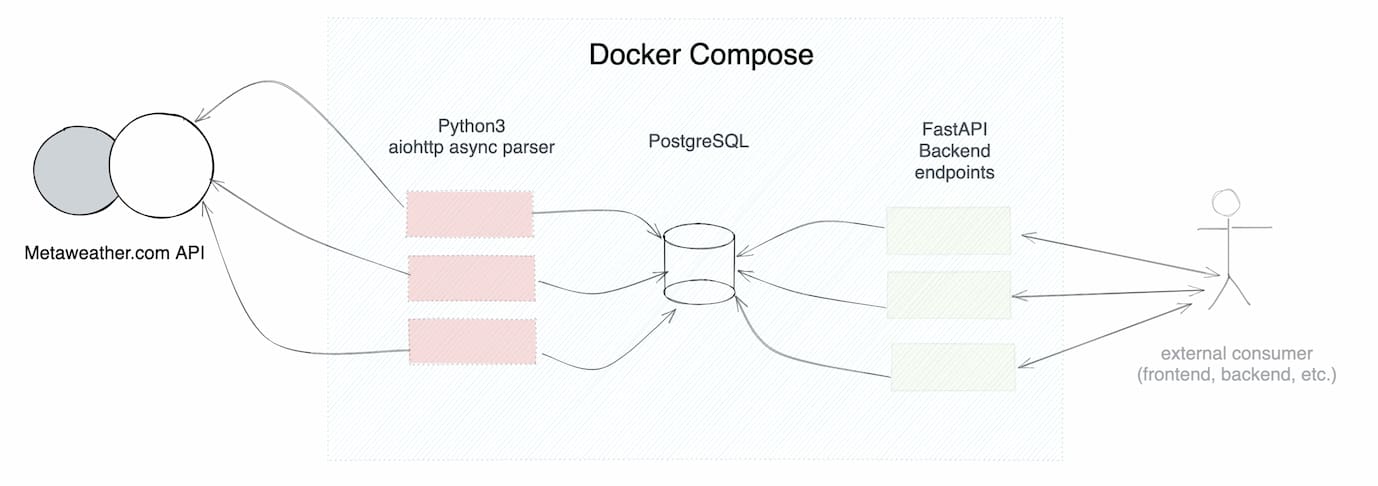 Docker Compose
Python3
aiohttp async parser
PostgreSQL
FastAPI
Backend
endpoints
Metaweather.com API
external consumer
(frontend, backend, etc.)